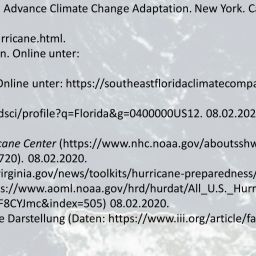 Advance Climate Change Adaptation. New York. C
rricane.html.
n. Online unter:
Online unter: https://southeastfloridaclimatecompa
dsci/profile?q=Florida&g=0400000US12. 08.02.202
cane Center (https://www.nhc.noaa.gov/aboutsshw
720). 08.02.2020.
virginia.gov/news/toolkits/hurricane-preparedness/
s://www.aoml.noaa.gov/hrd/hurdat/All_U.S._Hurr
F8CYJmc&index=505) 08.02.2020.
e Darstellung (Daten: https://www.iii.org/article/fa